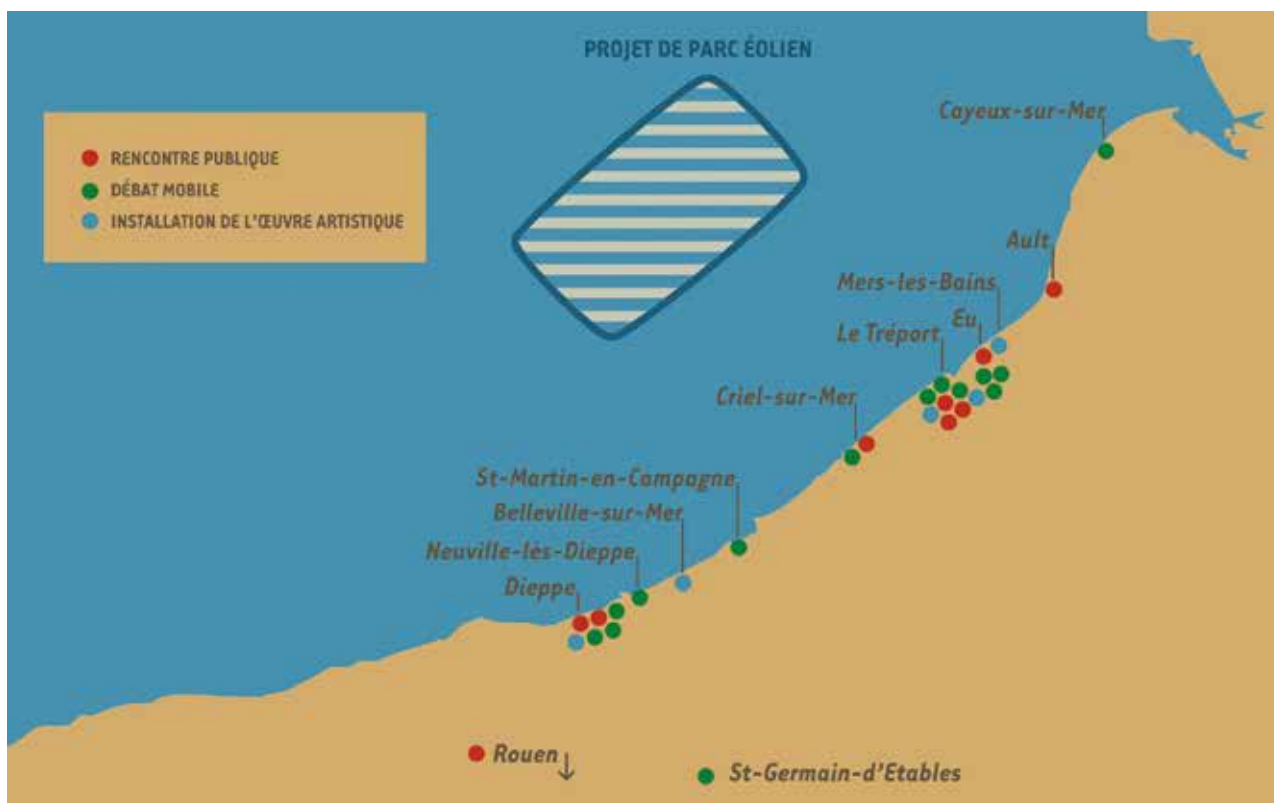 PROJET DE PARC ÉOLIEN
RENCONTRE PUBLIQUE
DÉBAT MOBILE
INSTALLATION DE L'ŒUVRE ARTISTIQUE
Cayeux-sur-Mer
Ault
Mers-les-Bains
Eu
Le Tréport
Criel-sur-Mer
St-Martin-en-Campagne
Belleville-sur-Mer
Neuville-lès-Dieppe
Dieppe
Rouen
St-Germain-d'Etables